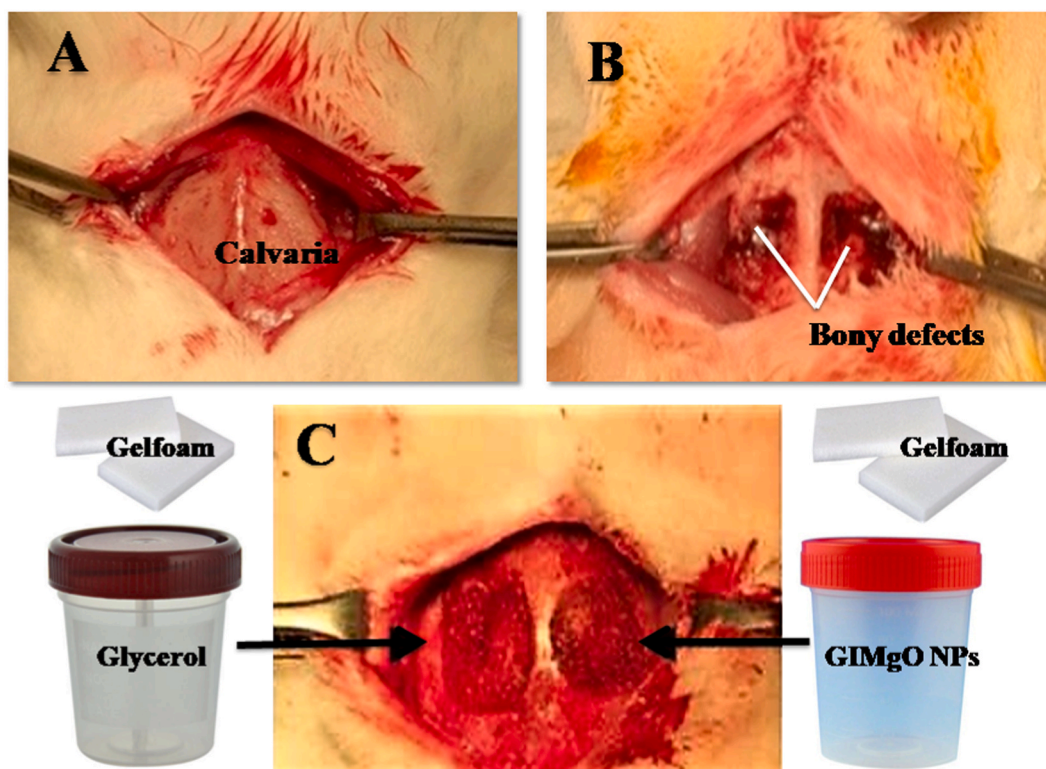 A
B
Calvaria
Bony defects
Gelfoam
C
Gelfoam
Glycerol
GIMgO NPs